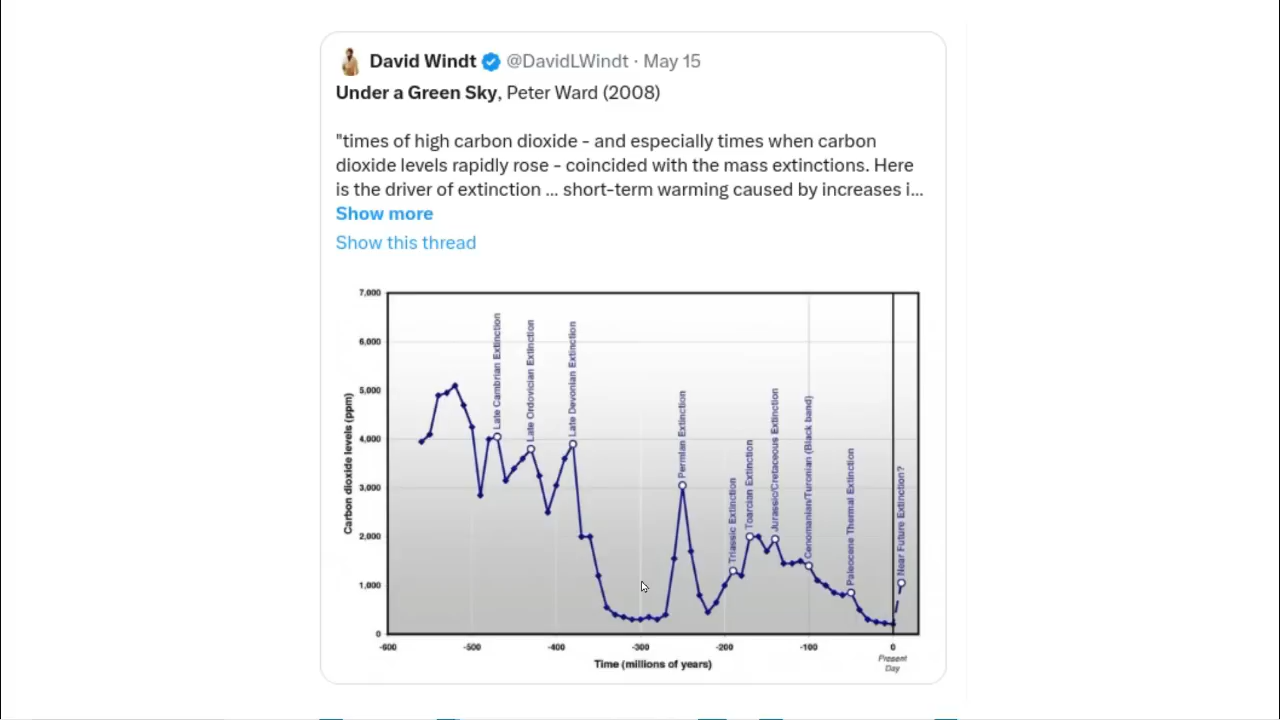 David Windt @DavidLWindt · May 15
Under a Green Sky, Peter Ward (2008)
"times of high carbon dioxide - and especially times when carbon
dioxide levels rapidly rose - coincided with the mass extinctions. Here
is the driver of extinction ... short-term warming caused by increases i...
Show more
Show this thread
7,000
6,000
5,000
4,000
3,000
2,000
1,000
0
Carbon dioxide levels (ppm)
Late Cambrian Extinction
Late Ordovician Extinction
Late Devonian Extinction
Permian Extinction
Triassic Extinction
Toarcian Extinction
Jurassic/Cretaceous Extinction
Cenomanian/Turonian (Black band)
Paleocene Thermal Extinction
Near Future Extinction?
-600 -500 -400 -300 -200 -100 0
Present
Day
Time (millions of years)